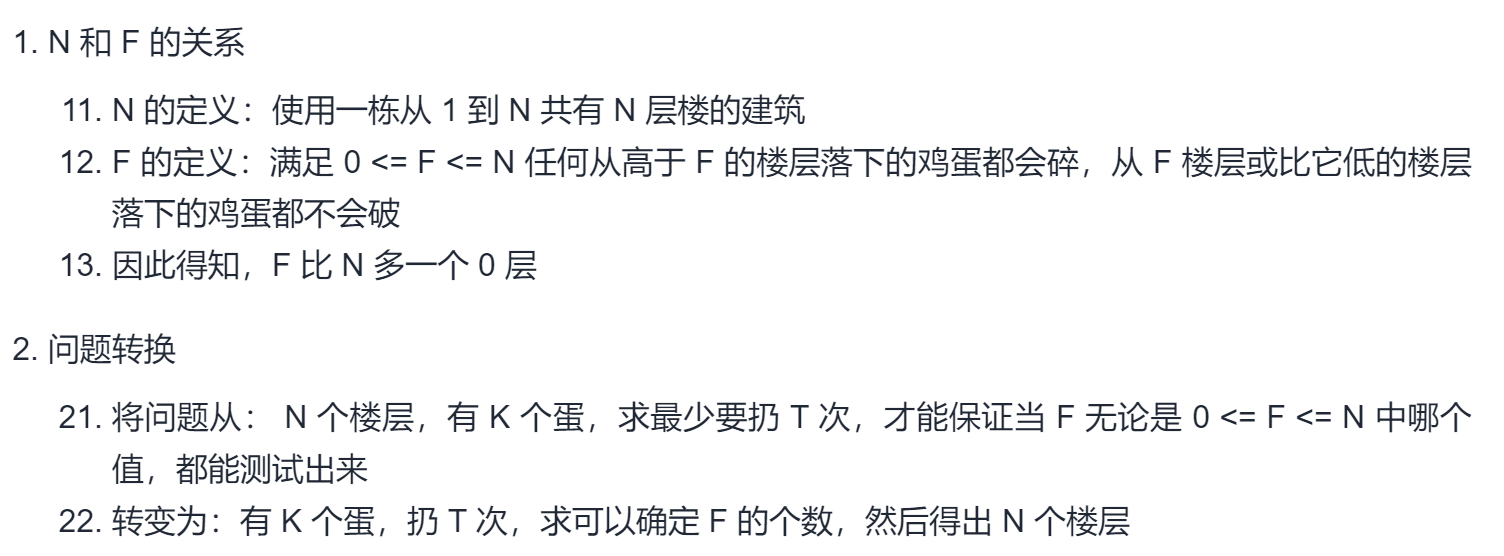 1. N 和 F 的关系
11. N 的定义：使用一栋从 1 到 N 共有 N 层楼的建筑
12. F 的定义：满足 0 <= F <= N 任何从高于 F 的楼层落下的鸡蛋都会碎，从 F 楼层或比它低的楼层
落下的鸡蛋都不会破
13. 因此得知，F 比 N 多一个 0 层
2. 问题转换
21. 将问题从： N 个楼层，有 K 个蛋，求最少要扔 T 次，才能保证当 F 无论是 0 <= F <= N 中哪个
值，都能测试出来
22. 转变为：有 K 个蛋，扔 T 次，求可以确定 F 的个数，然后得出 N 个楼层